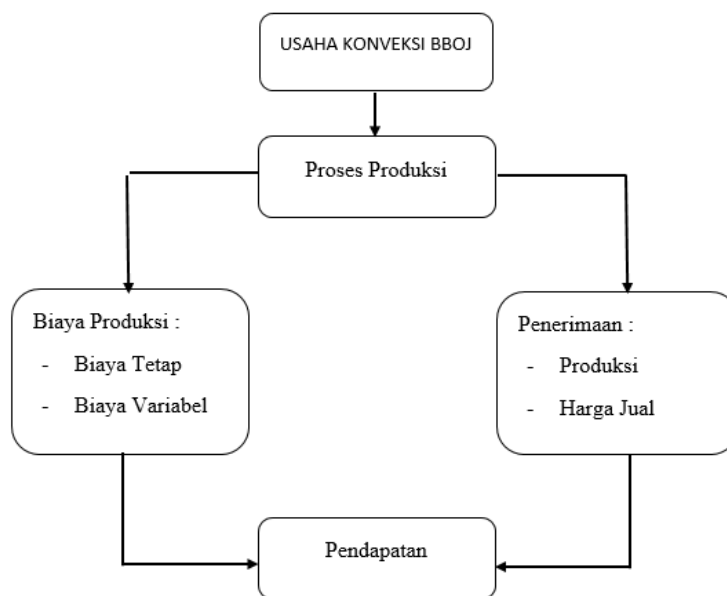 USAHA KONVEKSI BBOJ
Proses Produksi
Biaya Produksi :
- Biaya Tetap
- Biaya Variabel
Penerimaan :
- Produksi
- Harga Jual
Pendapatan